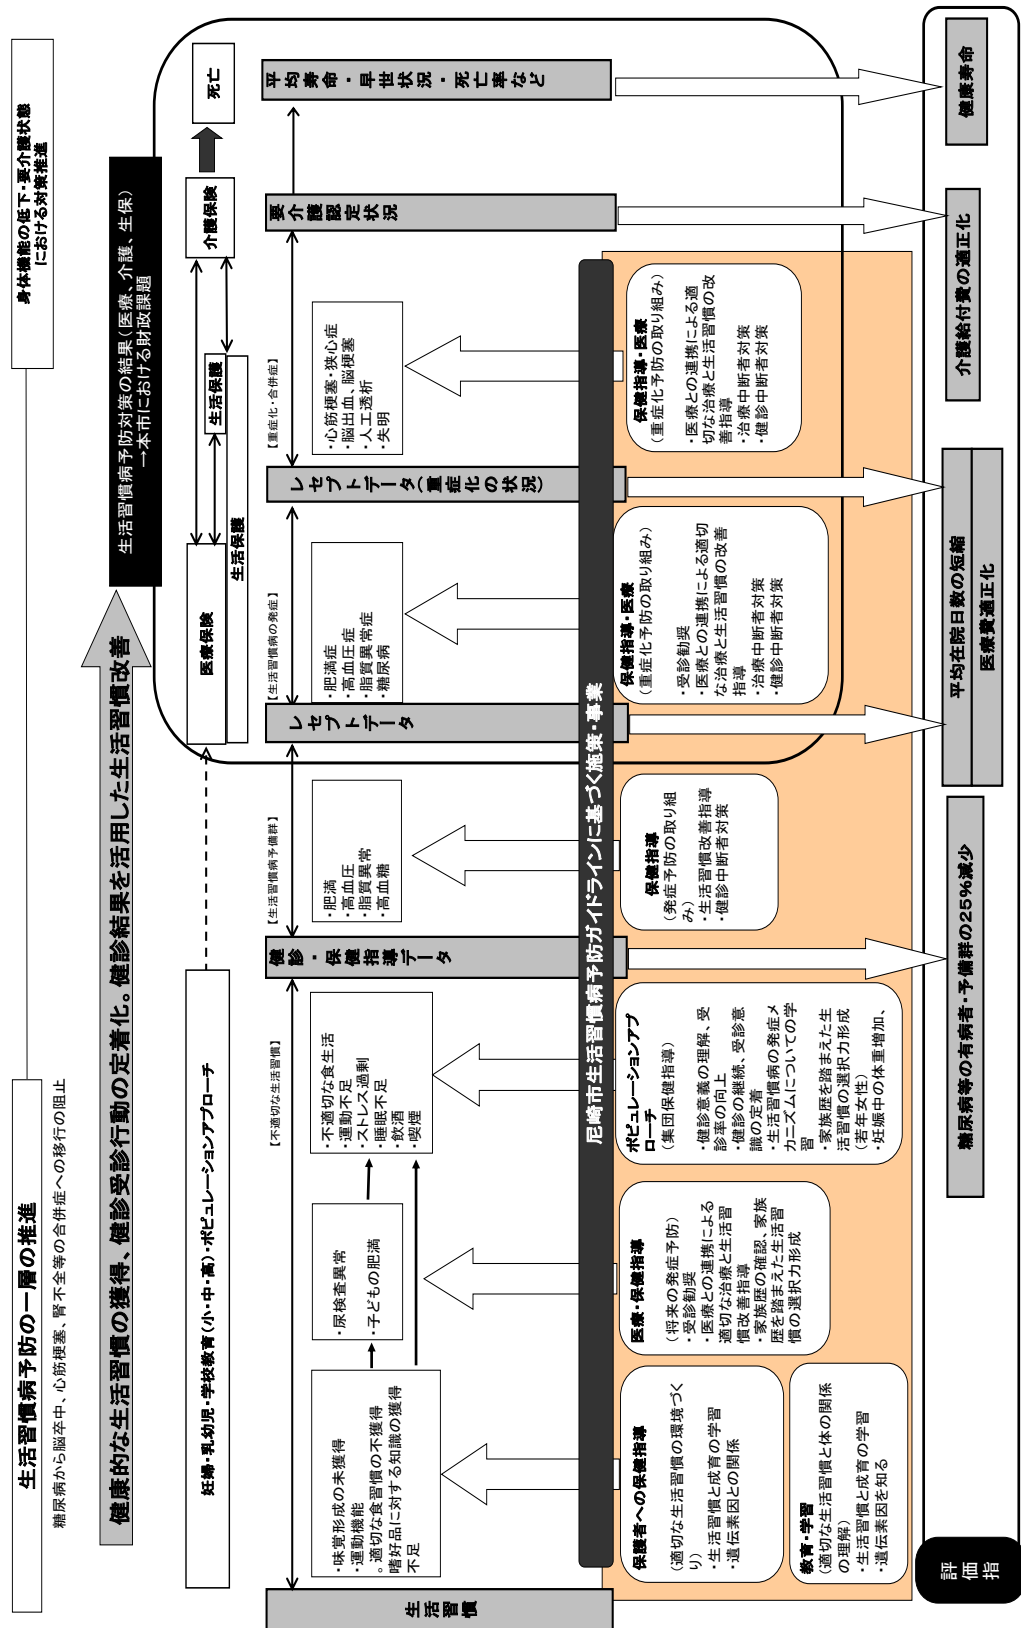 生活習慣病予防の一層の推進
糖尿病から脳卒中、心筋梗塞、腎不全等の合併症への移行の阻止
身体機能の低下・要介護状態
における対策推進
健康的な生活習慣の獲得、健診受診行動の定着化。健診結果を活用した生活習慣改善
生活習慣病予防対策の結果(医療、介護、生保)
→本市における財政課題
妊婦・乳幼児・学校教育(小・中・高)・ポピュレーションアプローチ
医療保険
生活保護
生活保護
介護保険
死亡
生活習慣
【不適切な生活習慣】
健診・保健指導データ
【生活習慣病予備群】
レセプトデータ
【生活習慣病の発症】
レセプトデータ(重症化の状況)
【重症化・合併症】
要介護認定状況
平均寿命・早世状況・死亡率など
・味覚形成の未獲得
・運動機能
。適切な食習慣の不獲得
嗜好品に対する知識の獲得
不足
・尿検査異常
・子どもの肥満
・不適切な食生活
・運動不足
・ストレス過剰
・睡眠不足
・飲酒
・喫煙
・肥満
・高血圧
・脂質異常
・高血糖
・肥満症
・高血圧症
・脂質異常症
・糖尿病
・心筋梗塞・狭心症
・脳出血、脳梗塞
・人工透析
・失明
尼崎市生活習慣病予防ガイドラインに基づく施策・事業
保護者への保健指導
(適切な生活習慣の環境づく
り)
・生活習慣と成育の学習
・遺伝素因との関係
教育・学習
(適切な生活習慣と体の関係
の理解)
・生活習慣と成育の学習
・遺伝素因を知る
医療・保健指導
(将来の発症予防)
・受診勧奨
・医療との連携による
適切な治療と生活習
慣改善指導
・家族歴の確認、家族
歴を踏まえた生活習
慣の選択力形成
ポピュレーションアプ
ローチ
(集団保健指導)
・健診意義の理解、受
診率の向上
・健診の継続、受診意
識の定着
・生活習慣病の発症メ
カニズムについての学
習
・家族歴を踏まえた生
活習慣の選択力形成
(若年女性)
・妊娠中の体重増加、
保健指導
(発症予防の取り組
み)
・生活習慣改善指導
・健診中断者対策
保健指導・医療
(重症化予防の取り組み)
・受診勧奨
・医療との連携による適切
な治療と生活習慣の改善
指導
・治療中断者対策
・健診中断者対策
保健指導・医療
(重症化予防の取り組み)
・医療との連携による適
切な治療と生活習慣の改
善指導
・治療中断者対策
・健診中断者対策
評
価
指
糖尿病等の有病者・予備群の25%減少
平均在院日数の短縮
医療費適正化
介護給付費の適正化
健康寿命